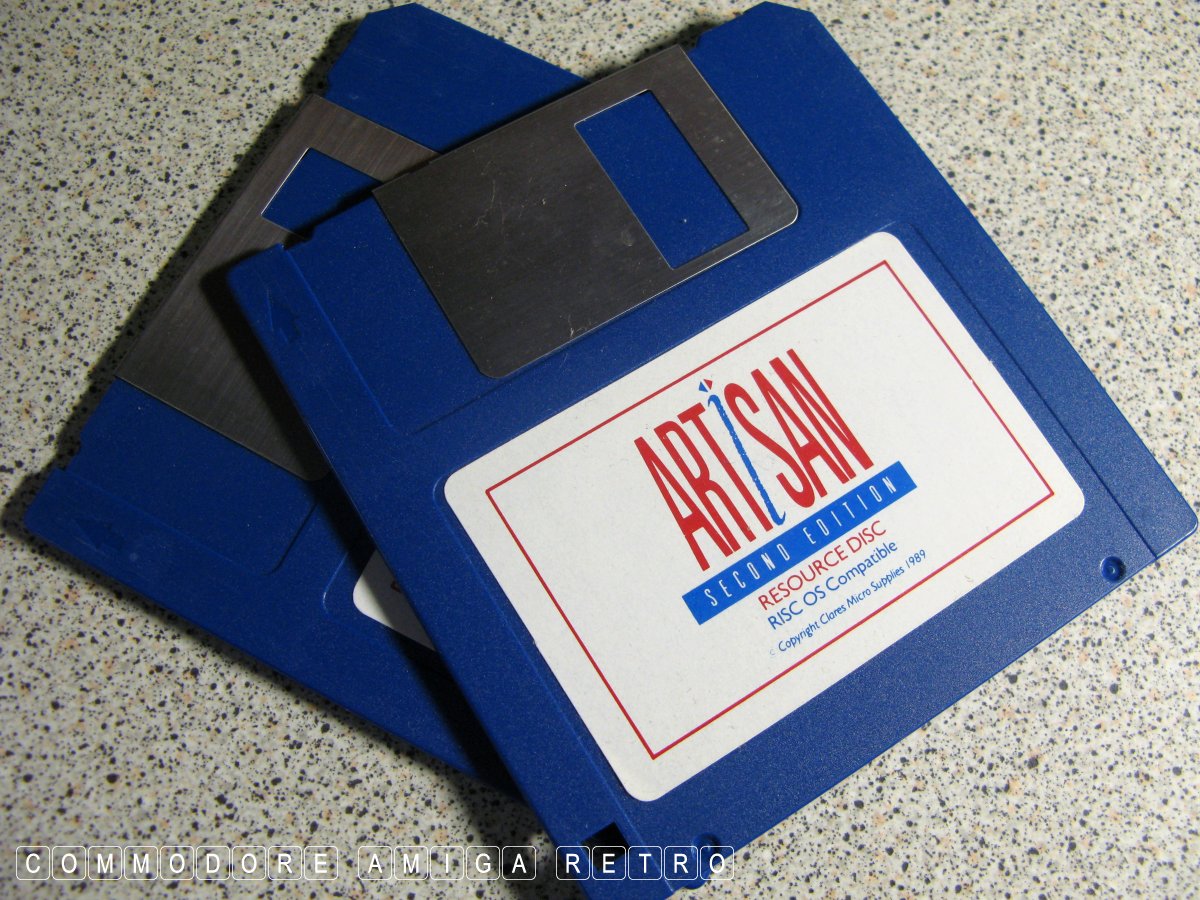 ARTiSAN
SECOND EDITION
RESOURCE DISC
RISC OS Compatible
© Copyright Clares Micro Supplies 1989
COMMODORE AMIGA RETRO